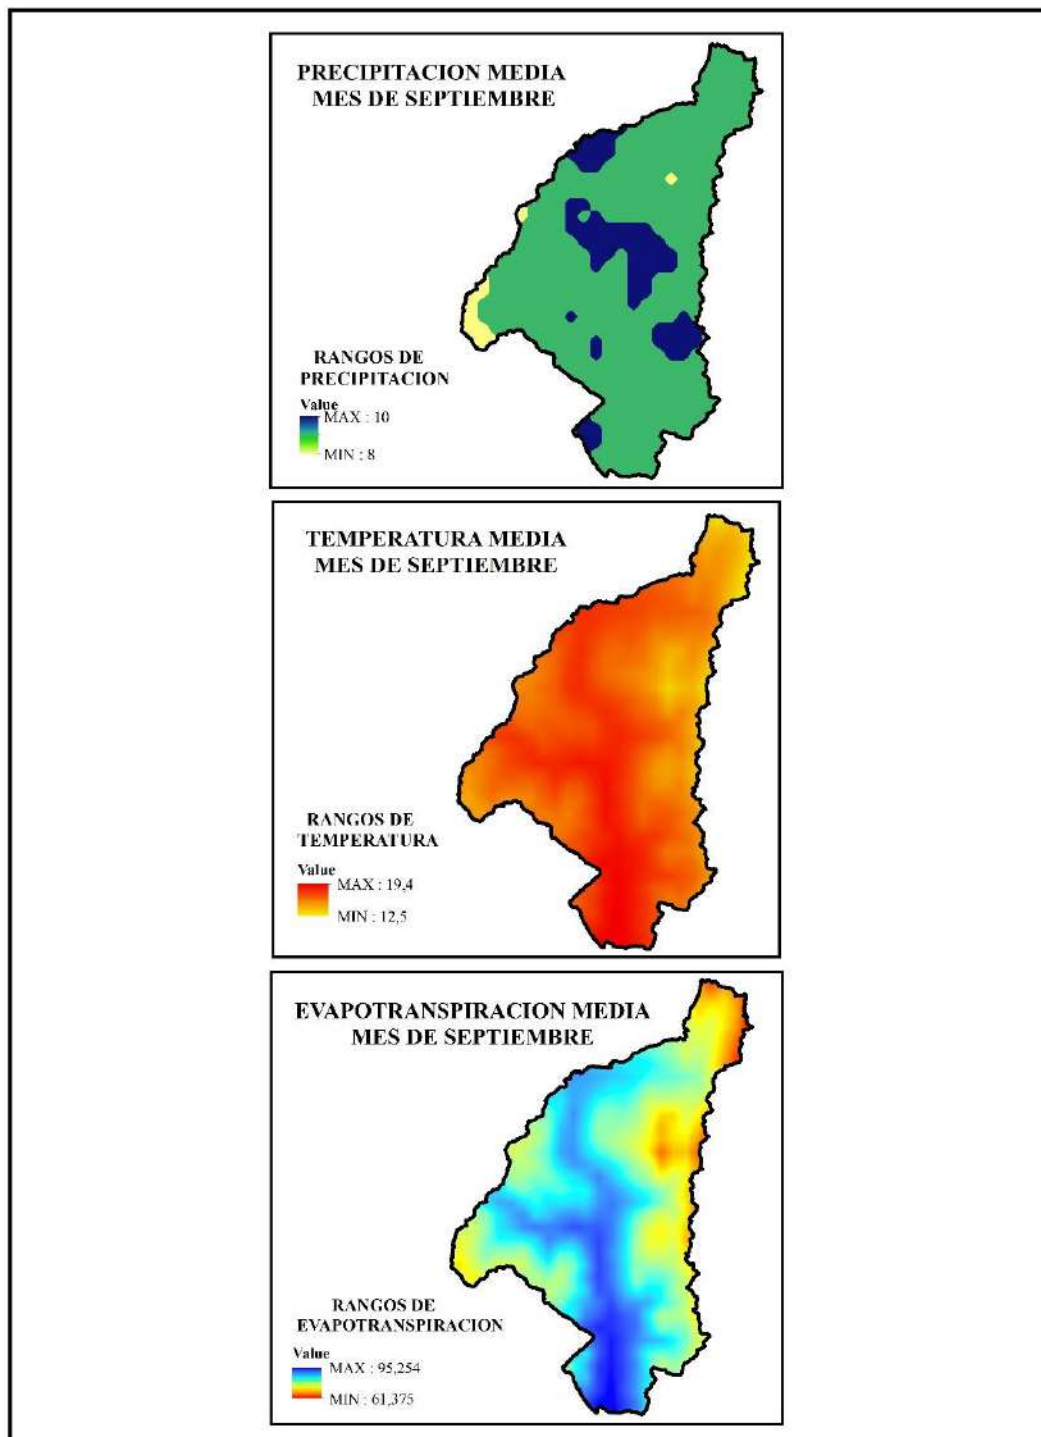 PRECIPITACION MEDIA
MES DE SEPTIEMBRE
RANGOS DE
PRECIPITACION
Value
MAX : 10
MIN : 8
TEMPERATURA MEDIA
MES DE SEPTIEMBRE
RANGOS DE
TEMPERATURA
Value
MAX : 19,4
MIN : 12,5
EVAPOTRANSPIRACION MEDIA
MES DE SEPTIEMBRE
RANGOS DE
EVAPOTRANSPIRACION
Value
MAX : 95,254
MIN : 61,375